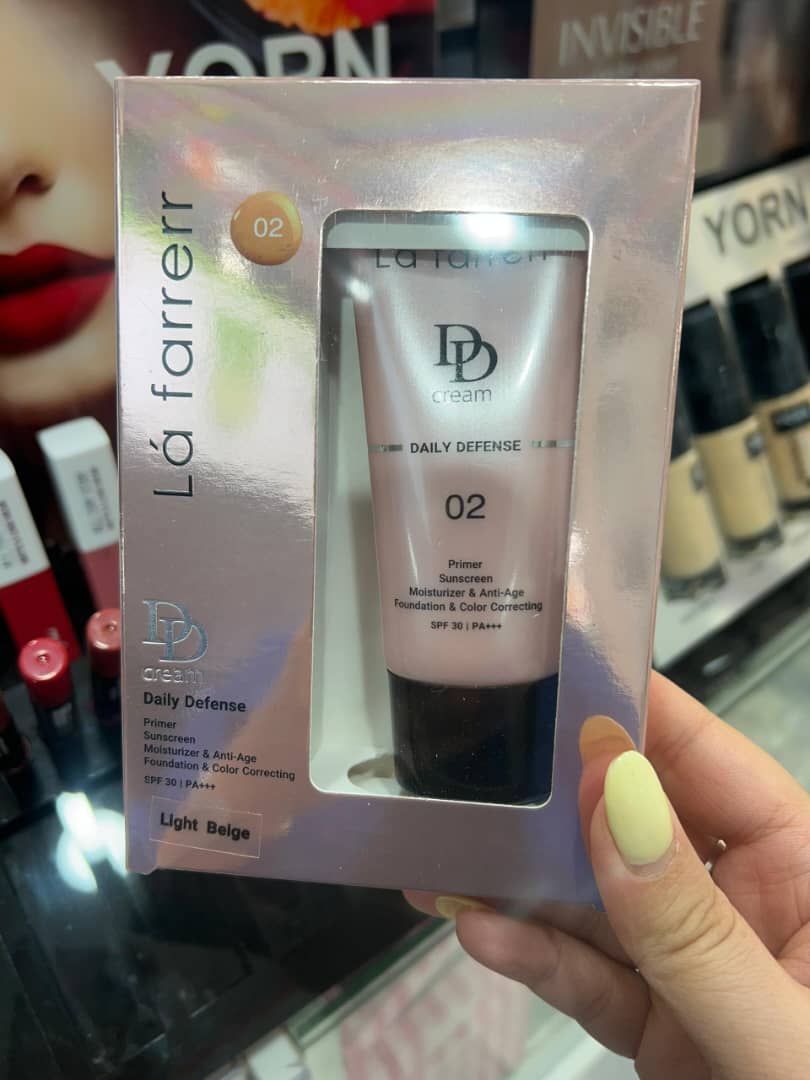 YORN
INVISIBLE
YORN
Lá farrerr
02
La farrerr
DD
cream
DAILY DEFENSE
02
Primer
Sunscreen
Moisturizer & Anti-Age
Foundation & Color Correcting
SPF 30 | PA+++
DD
cream
Daily Defense
Primer
Sunscreen
Moisturizer & Anti-Age
Foundation & Color Correcting
SPF 30 | PA+++
Light Beige